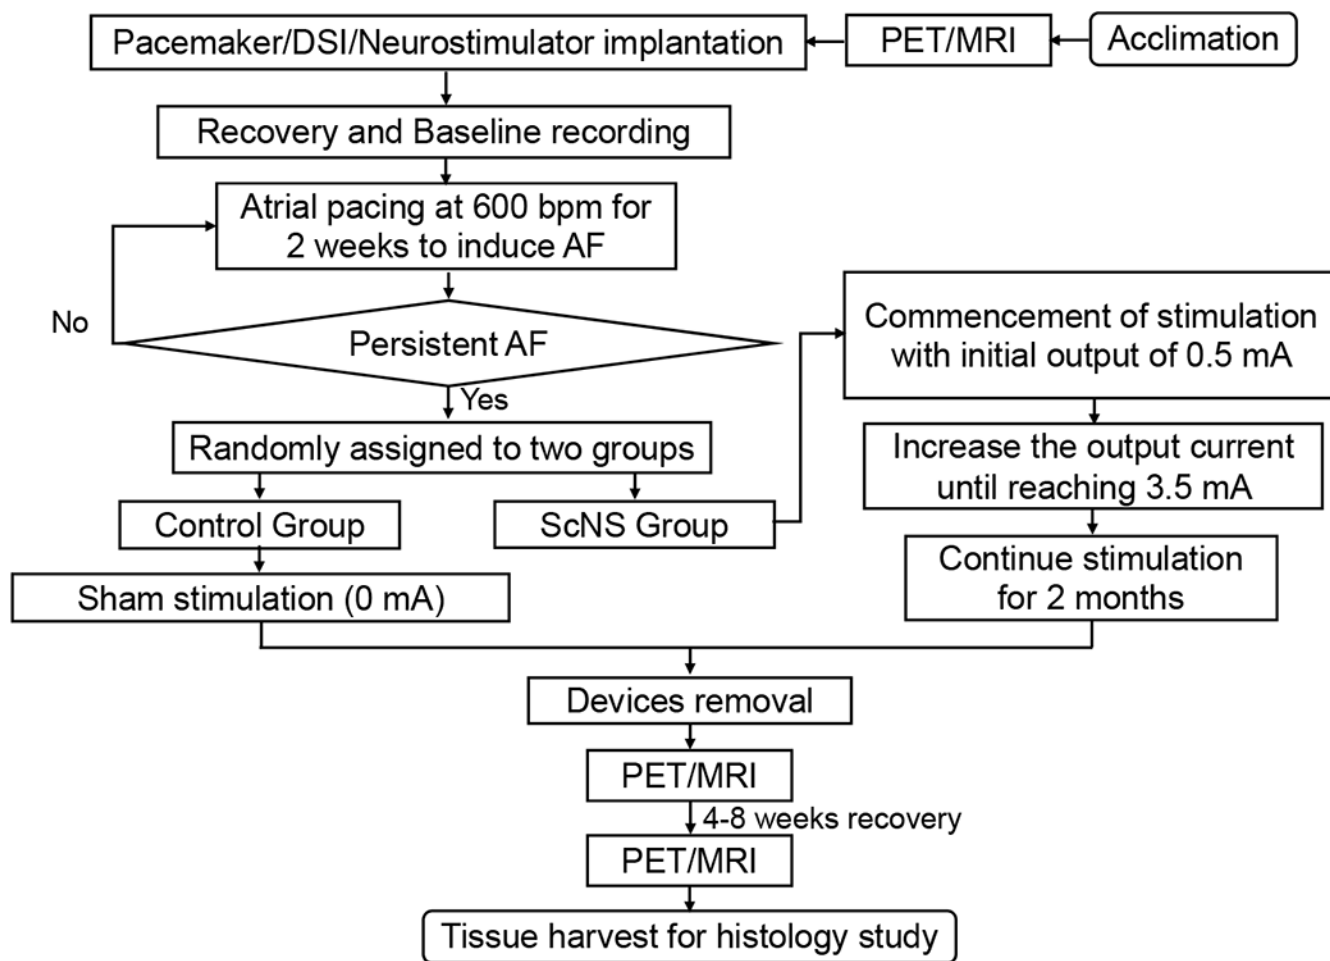 Acclimation
PET/MRI
Pacemaker/DSI/Neurostimulator implantation
Recovery and Baseline recording
Atrial pacing at 600 bpm for
2 weeks to induce AF
Persistent AF
No
Yes
Randomly assigned to two groups
Control Group
ScNS Group
Sham stimulation (0 mA)
Commencement of stimulation
with initial output of 0.5 mA
Increase the output current
until reaching 3.5 mA
Continue stimulation
for 2 months
Devices removal
PET/MRI
4-8 weeks recovery
PET/MRI
Tissue harvest for histology study